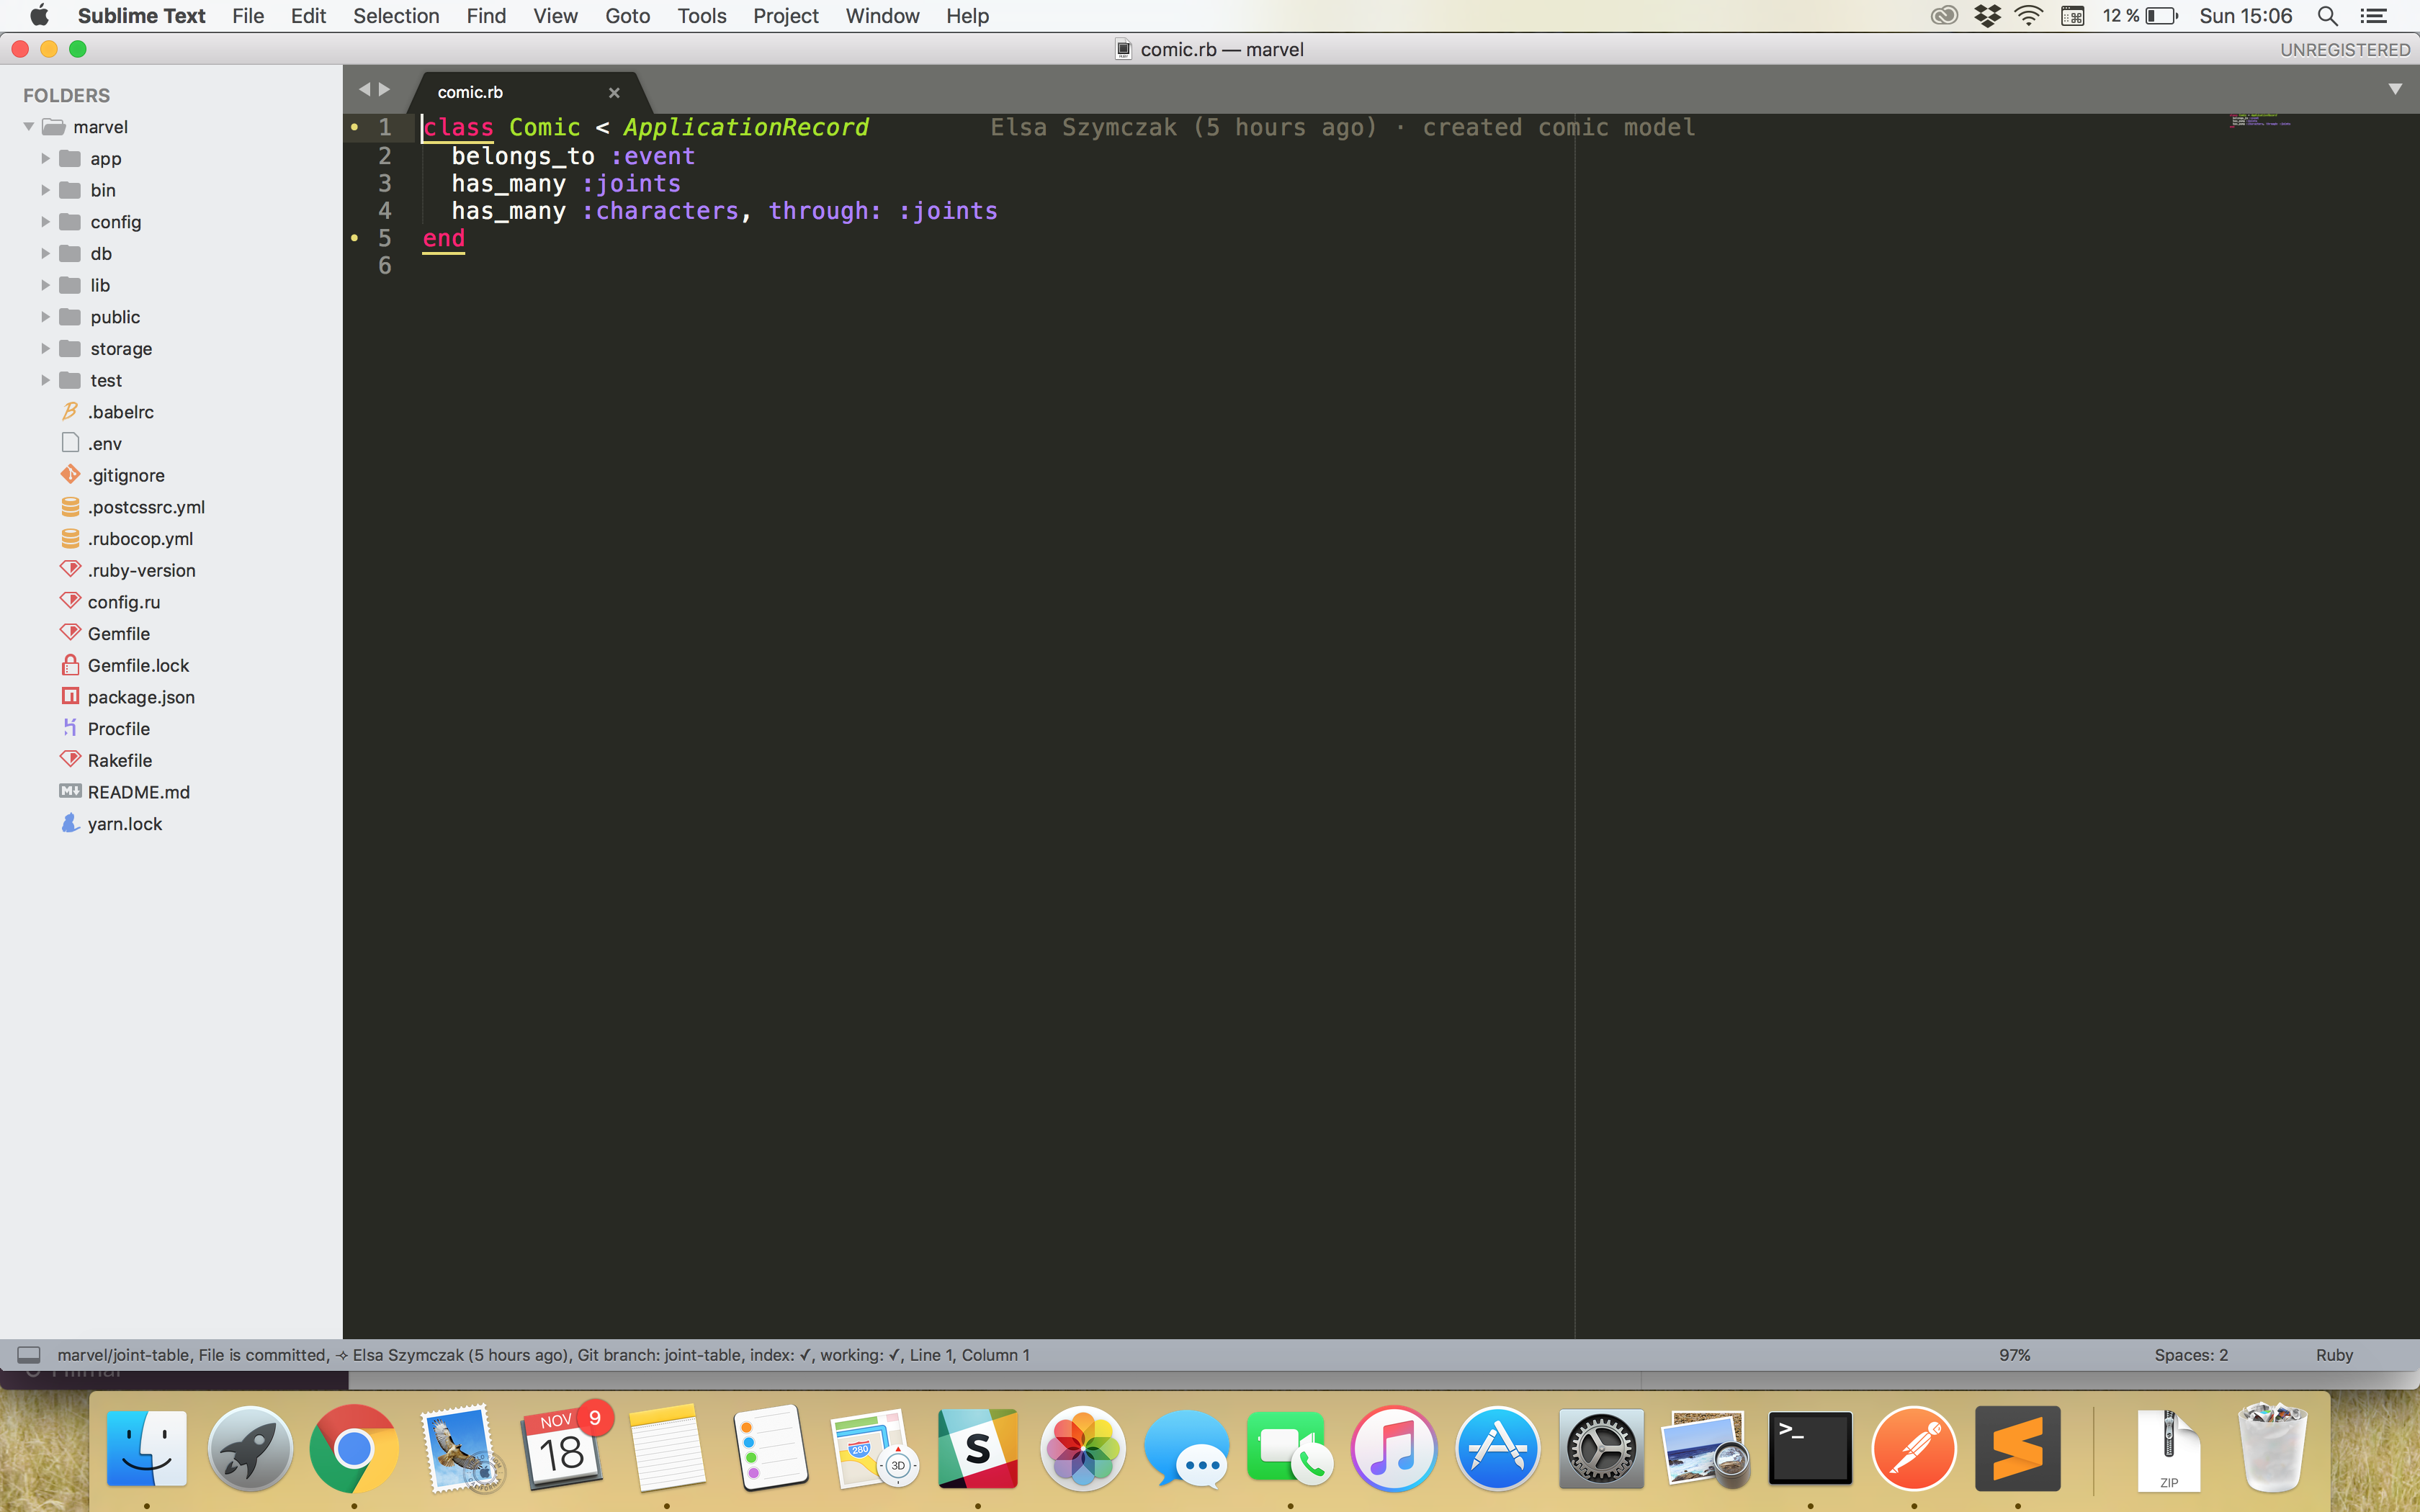 Sublime Text File Edit Selection Find View Goto Tools Project Window Help 12 % Sun 15:06
comic.rb — marvel UNREGISTERED
FOLDERS
marvel
app
bin
config
db
lib
public
storage
test
.babelrc
.env
.gitignore
.postcssrc.yml
.rubocop.yml
.ruby-version
config.ru
Gemfile
Gemfile.lock
package.json
Procfile
Rakefile
README.md
yarn.lock
comic.rb
1 class Comic < ApplicationRecord Elsa Szymczak (5 hours ago) · created comic model
2 belongs_to :event
3 has_many :joints
4 has_many :characters, through: :joints
5 end
6
marvel/joint-table, File is committed, ✧ Elsa Szymczak (5 hours ago), Git branch: joint-table, index: ✓, working: ✓, Line 1, Column 1 97% Spaces: 2 Ruby
NOV 9
18
280
3D
S
>_
ZIP